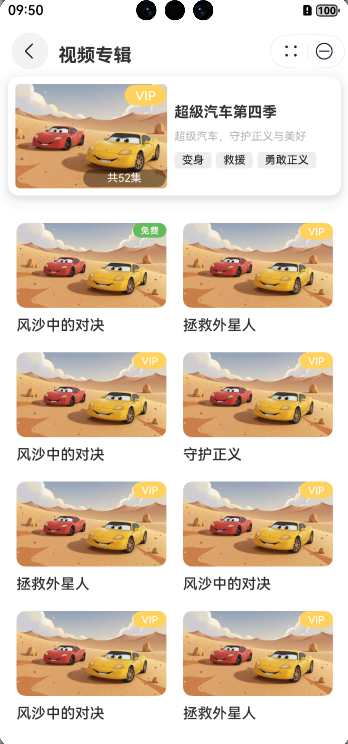 09:50
100
视频专辑
VIP
超级汽车第四季
超级汽车，守护正义与美好
变身 救援 勇敢正义
共52集
免费 VIP
风沙中的对决 拯救外星人
VIP VIP
风沙中的对决 守护正义
VIP VIP
拯救外星人 风沙中的对决
VIP VIP
风沙中的对决 拯救外星人